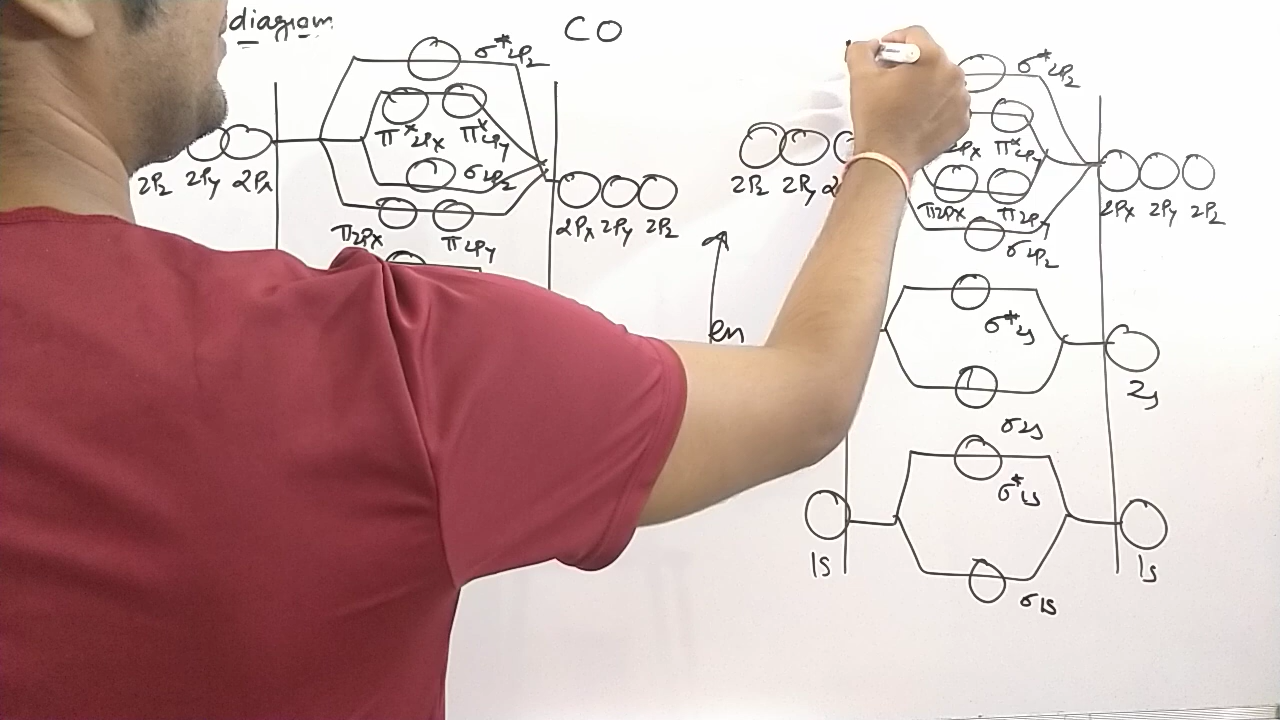 diagram
CO
σ*2Pz
π*2Px π*2Py
σ2Pz
2Pz 2Py 2Px
2Px 2Py 2Pz
π2Px π2Py
σ*2Pz
π*2Py
2Pz 2Py
2Px 2Py 2Pz
π2Px π2Py
σ2Pz
en
σ*2s
2s
σ2s
σ*1s
1s
1s
σ1s